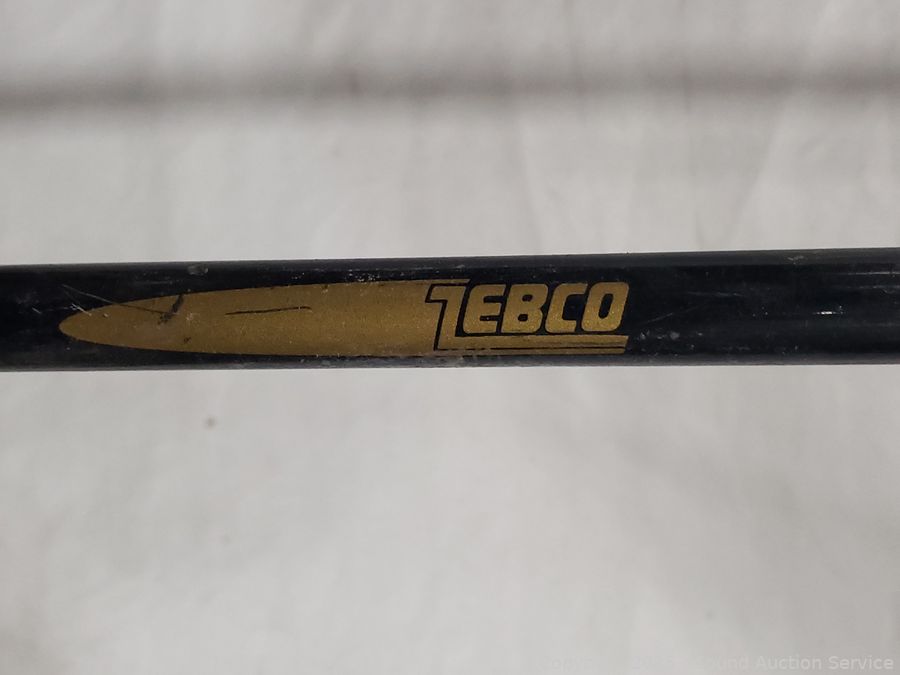 ZEBCO
Sound Auction Service